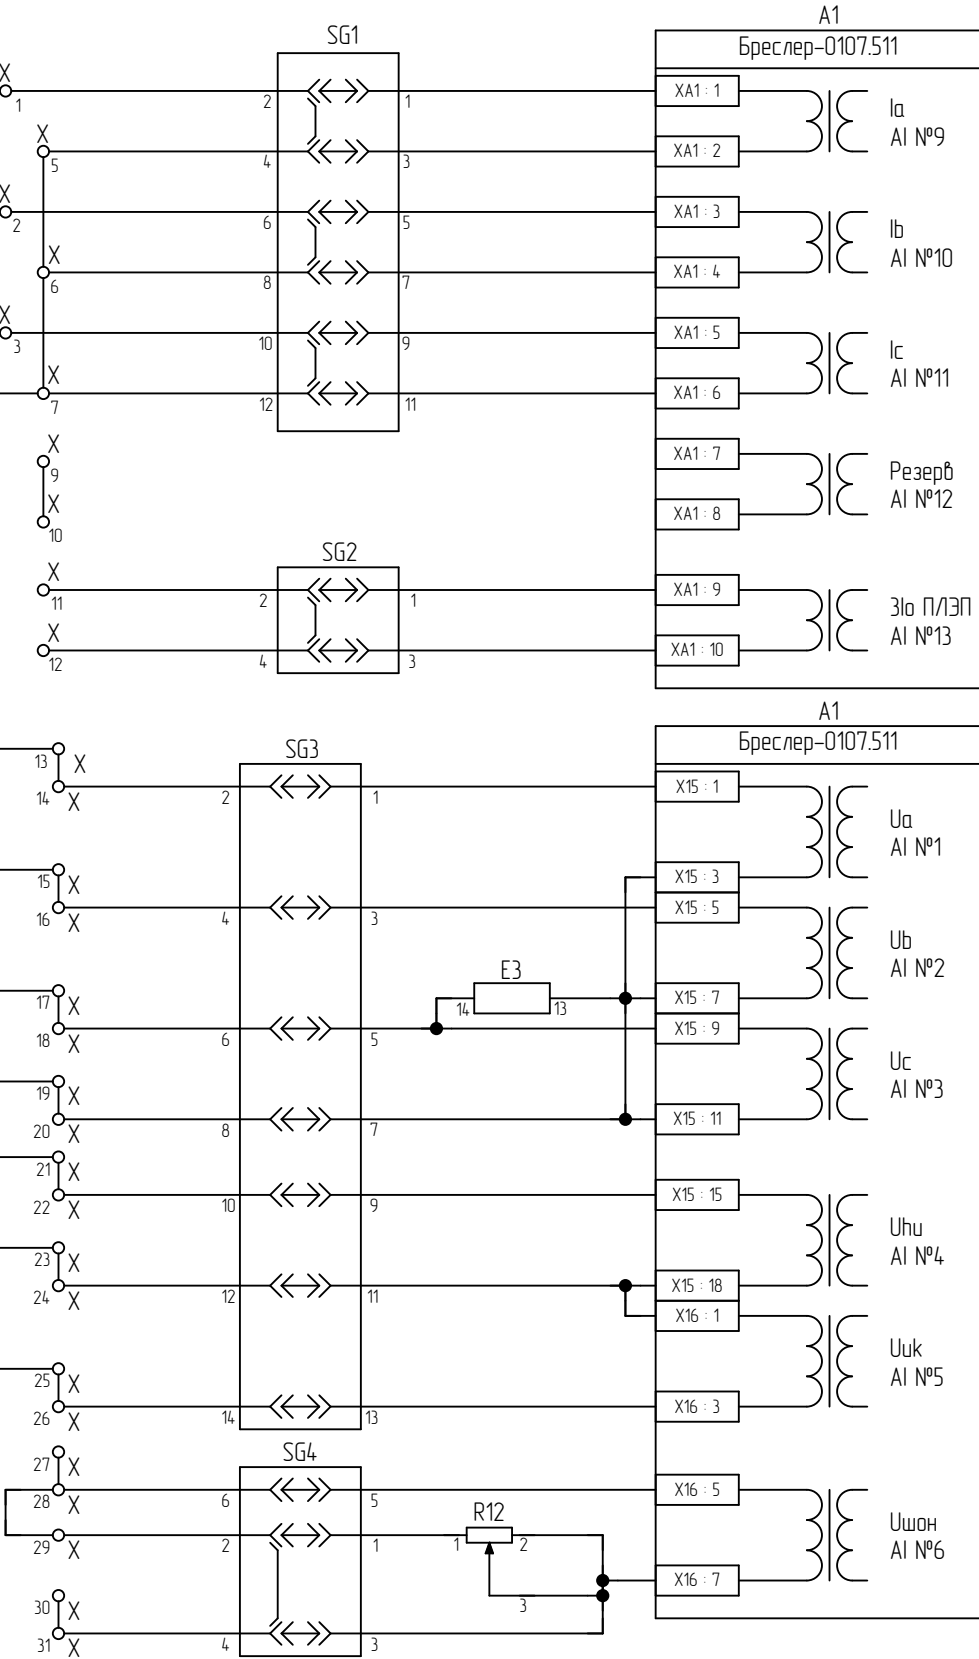 A1
SG1
Бреслер-0107.511
X
1
2
1
XA1 : 1
Ia
AI №9
X
5
4
3
XA1 : 2
X
2
6
5
XA1 : 3
Ib
AI №10
X
6
8
7
XA1 : 4
X
3
10
9
XA1 : 5
Ic
AI №11
X
7
12
11
XA1 : 6
X
9
XA1 : 7
Резерв
AI №12
X
10
XA1 : 8
SG2
X
11
2
1
XA1 : 9
3Io ПЛЭП
AI №13
X
12
4
3
XA1 : 10
A1
Бреслер-0107.511
SG3
13
X
14
X
2
1
X15 : 1
Ua
AI №1
X15 : 3
15
X
16
X
4
3
X15 : 5
Ub
AI №2
E3
14
13
X15 : 7
17
X
18
X
6
5
X15 : 9
Uc
AI №3
19
X
20
X
8
7
X15 : 11
21
X
22
X
10
9
X15 : 15
Uhu
AI №4
23
X
24
X
12
11
X15 : 18
X16 : 1
Uuk
AI №5
25
X
26
X
14
13
X16 : 3
SG4
27
X
28
X
6
5
X16 : 5
Uшон
AI №6
29
X
2
1
R12
1
2
3
X16 : 7
30
X
31
X
4
3